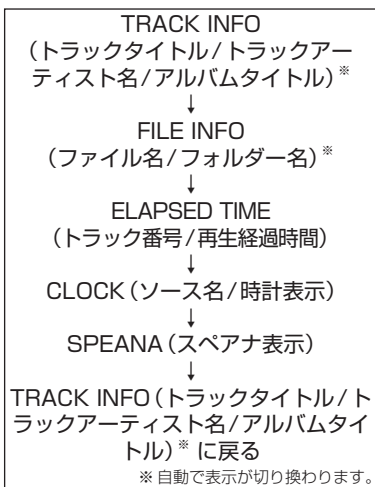 TRACK INFO
（トラックタイトル/トラックアー
ティスト名/アルバムタイトル）※
↓
FILE INFO
（ファイル名/フォルダー名）※
↓
ELAPSED TIME
（トラック番号/再生経過時間）
↓
CLOCK（ソース名/時計表示）
↓
SPEANA（スペアナ表示）
↓
TRACK INFO（トラックタイトル/ト
ラックアーティスト名/アルバムタイ
トル）※ に戻る
※ 自動で表示が切り換わります。